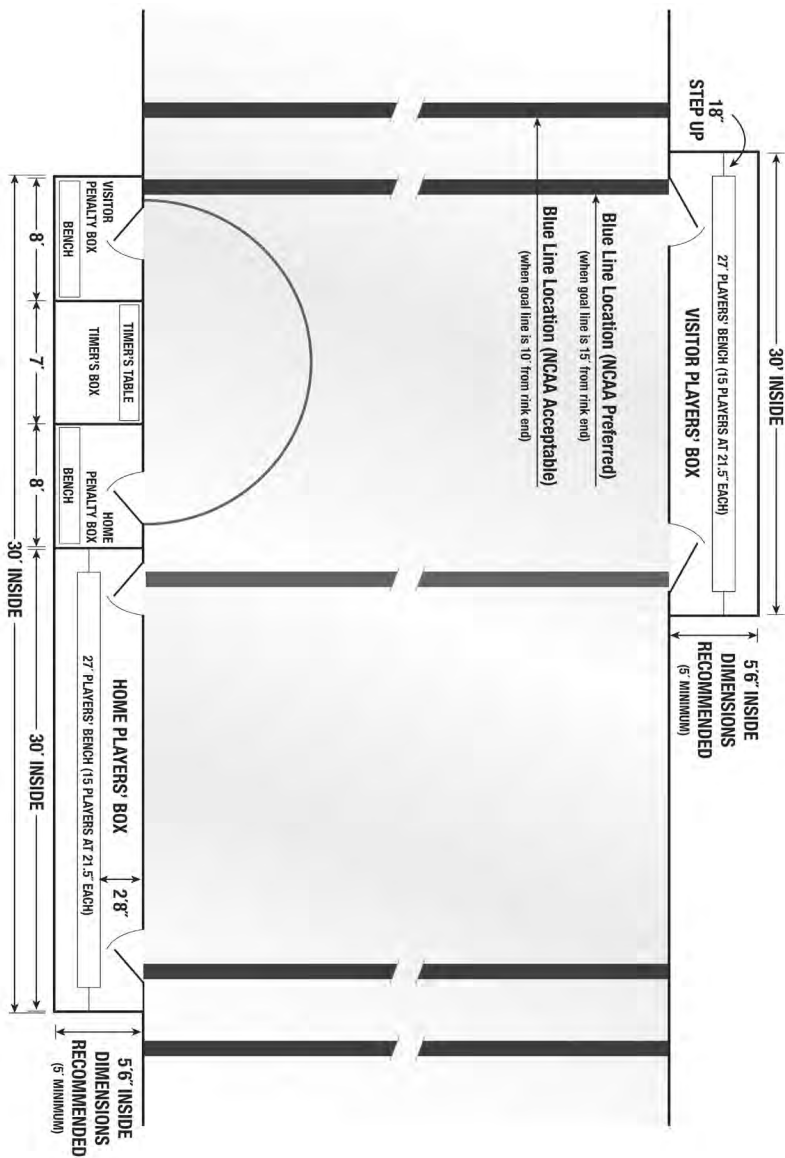 30´ INSIDE
18˝
STEP UP
27´ PLAYERS' BENCH (15 PLAYERS AT 21.5˝ EACH)
VISITOR PLAYERS' BOX
5´6˝ INSIDE
DIMENSIONS
RECOMMENDED
(5´ MINIMUM)
Blue Line Location (NCAA Preferred)
(when goal line is 15´ from rink end)
Blue Line Location (NCAA Acceptable)
(when goal line is 10´ from rink end)
VISITOR
PENALTY BOX
BENCH
TIMER'S TABLE
TIMER'S BOX
HOME
PENALTY BOX
BENCH
HOME PLAYERS' BOX
2´8˝
27´ PLAYERS' BENCH (15 PLAYERS AT 21.5˝ EACH)
8´
7´
8´
30´ INSIDE
30´ INSIDE
5´6˝ INSIDE
DIMENSIONS
RECOMMENDED
(5´ MINIMUM)